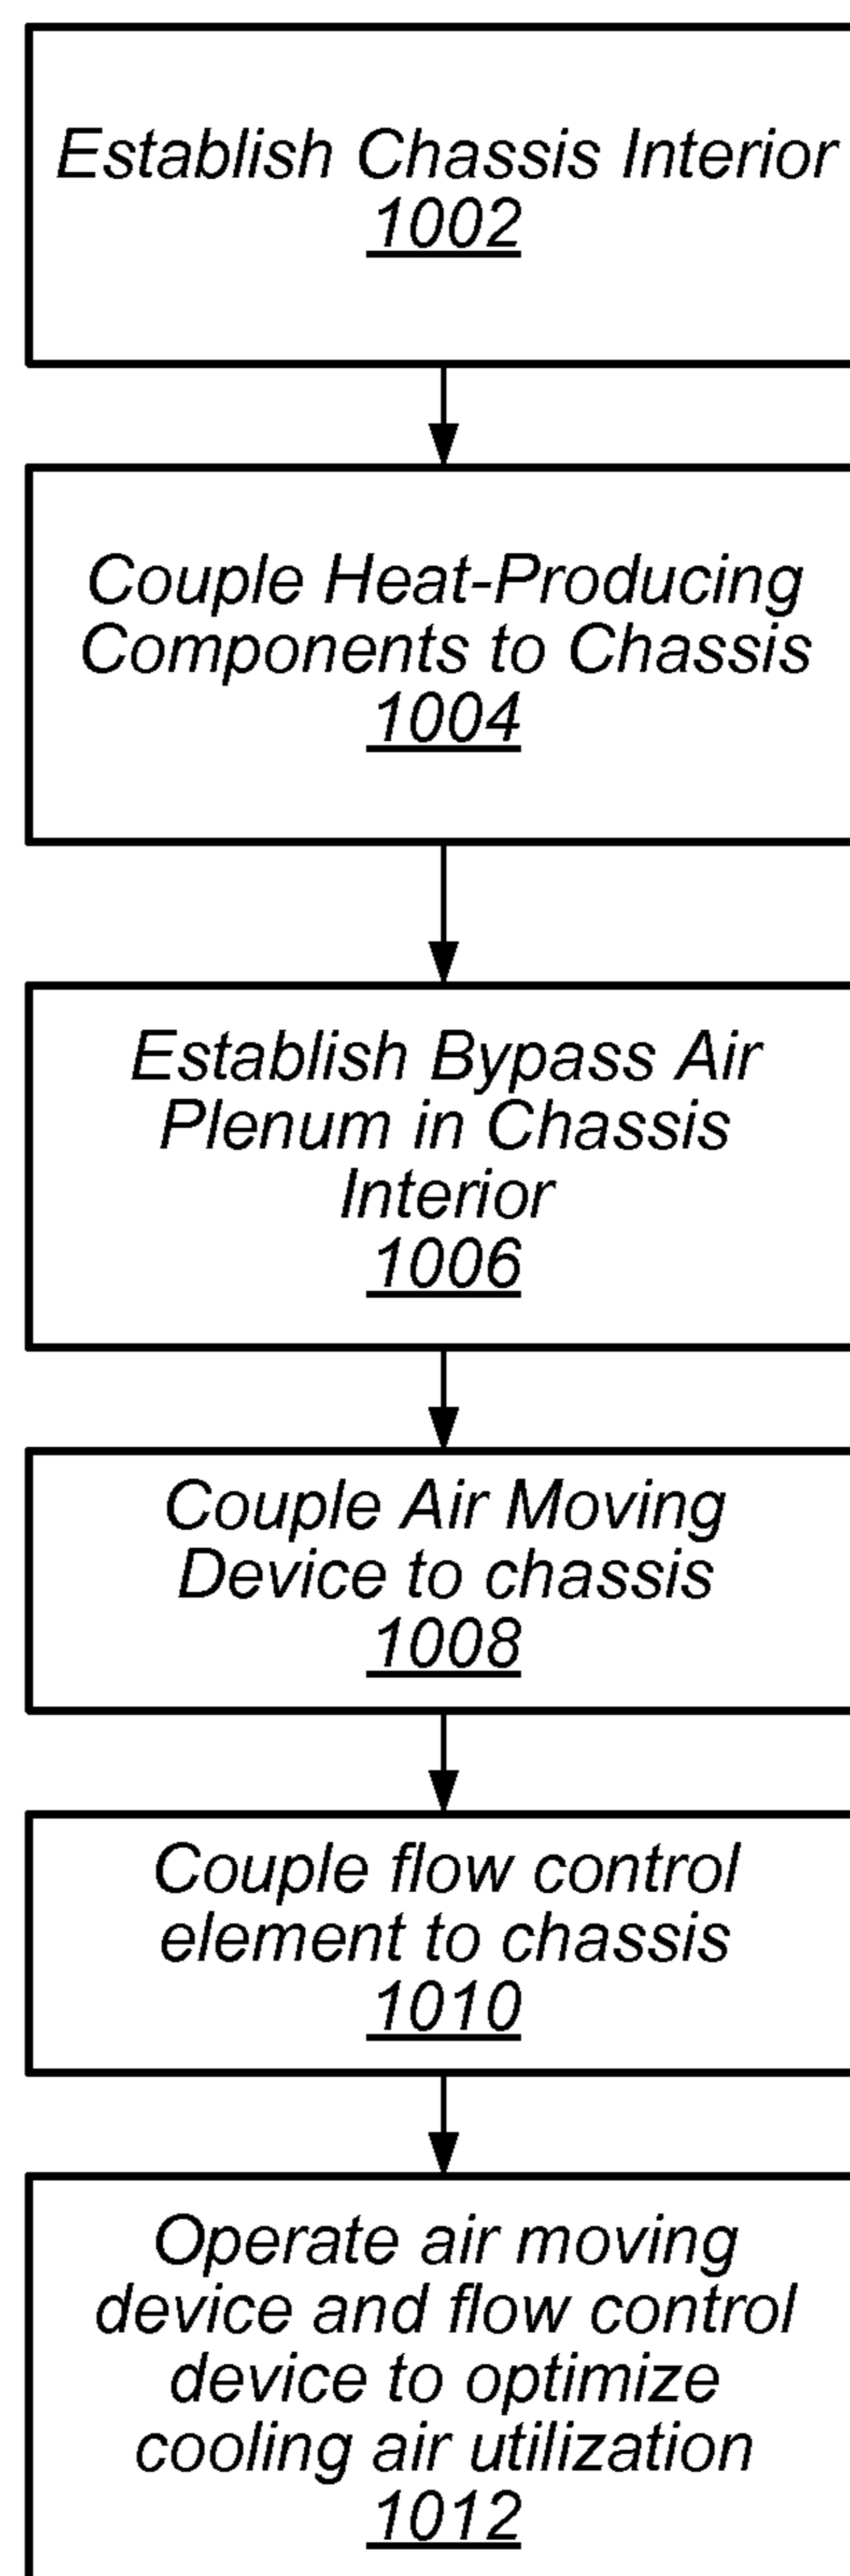 Establish Chassis Interior
1002
Couple Heat-Producing
Components to Chassis
1004
Establish Bypass Air
Plenum in Chassis
Interior
1006
Couple Air Moving
Device to chassis
1008
Couple flow control
element to chassis
1010
Operate air moving
device and flow control
device to optimize
cooling air utilization
1012